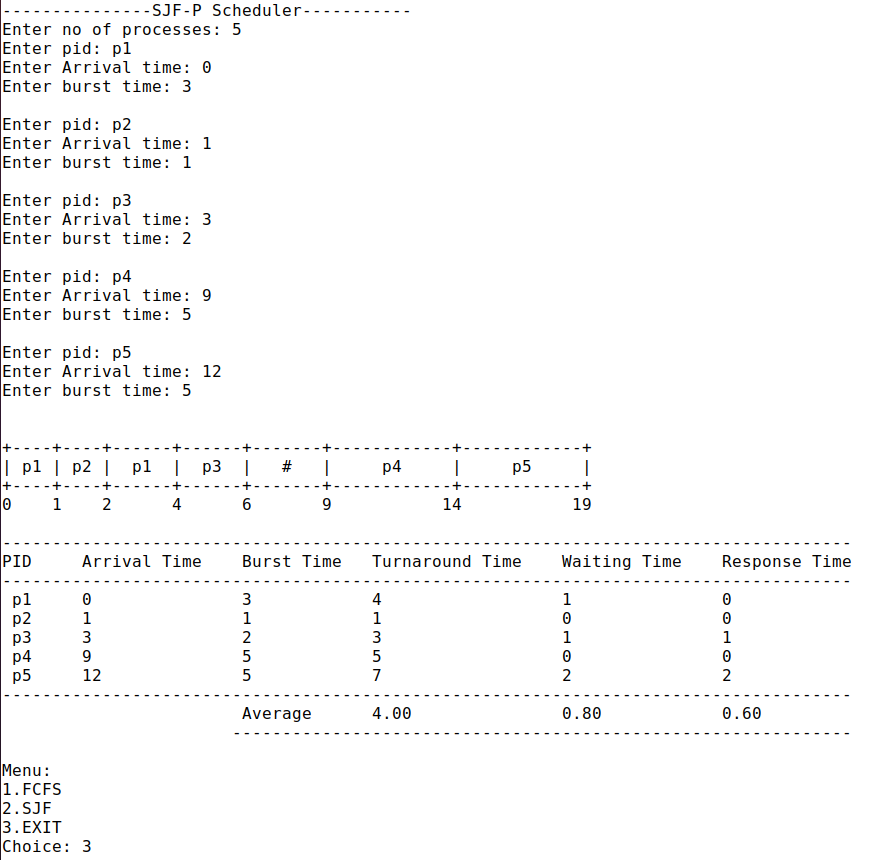 ---------------SJF-P Scheduler-----------
Enter no of processes: 5
Enter pid: p1
Enter Arrival time: 0
Enter burst time: 3

Enter pid: p2
Enter Arrival time: 1
Enter burst time: 1

Enter pid: p3
Enter Arrival time: 3
Enter burst time: 2

Enter pid: p4
Enter Arrival time: 9
Enter burst time: 5

Enter pid: p5
Enter Arrival time: 12
Enter burst time: 5


+----+----+------+------+-------+------------+------------+
| p1 | p2 |  p1  |  p3  |   #   |     p4     |     p5     |
+----+----+------+------+-------+------------+------------+
0    1    2      4      6       9           14           19

-------------------------------------------------------------------------------------
PID     Arrival Time    Burst Time   Turnaround Time    Waiting Time    Response Time
-------------------------------------------------------------------------------------
 p1     0               3            4                  1               0
 p2     1               1            1                  0               0
 p3     3               2            3                  1               1
 p4     9               5            5                  0               0
 p5     12              5            7                  2               2
-------------------------------------------------------------------------------------
                        Average      4.00               0.80            0.60
                       --------------------------------------------------------------

Menu:
1.FCFS
2.SJF
3.EXIT
Choice: 3